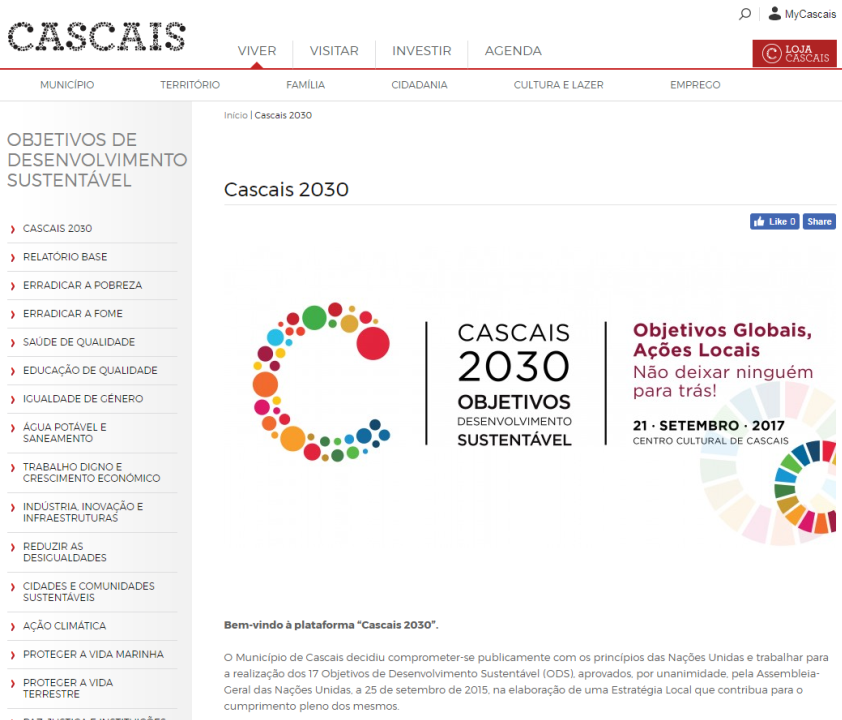 CASCAIS
MyCascais
VIVER
VISITAR
INVESTIR
AGENDA
LOJA
CASCAIS
MUNICÍPIO
TERRITÓRIO
FAMÍLIA
CIDADANIA
CULTURA E LAZER
EMPREGO
OBJETIVOS DE
DESENVOLVIMENTO
SUSTENTÁVEL
CASCAIS 2030
RELATÓRIO BASE
ERRADICAR A POBREZA
ERRADICAR A FOME
SAÚDE DE QUALIDADE
EDUCAÇÃO DE QUALIDADE
IGUALDADE DE GÉNERO
ÁGUA POTÁVEL E
SANEAMENTO
TRABALHO DIGNO E
CRESCIMENTO ECONÓMICO
INDÚSTRIA, INOVAÇÃO E
INFRAESTRUTURAS
REDUZIR AS
DESIGUALDADES
CIDADES E COMUNIDADES
SUSTENTÁVEIS
AÇÃO CLIMÁTICA
PROTEGER A VIDA MARINHA
PROTEGER A VIDA
TERRESTRE
PAZ, JUSTIÇA E INSTITUIÇÕES
Início | Cascais 2030
Cascais 2030
Like 0
Share
CASCAIS
2030
OBJETIVOS
DESENVOLVIMENTO
SUSTENTÁVEL
Objetivos Globais,
Ações Locais
Não deixar ninguém
para trás!
21 · SETEMBRO · 2017
CENTRO CULTURAL DE CASCAIS
Bem-vindo à plataforma “Cascais 2030”.
O Município de Cascais decidiu comprometer-se publicamente com os princípios das Nações Unidas e trabalhar para
a realização dos 17 Objetivos de Desenvolvimento Sustentável (ODS), aprovados, por unanimidade, pela Assembleia-
Geral das Nações Unidas, a 25 de setembro de 2015, na elaboração de uma Estratégia Local que contribua para o
cumprimento pleno dos mesmos.